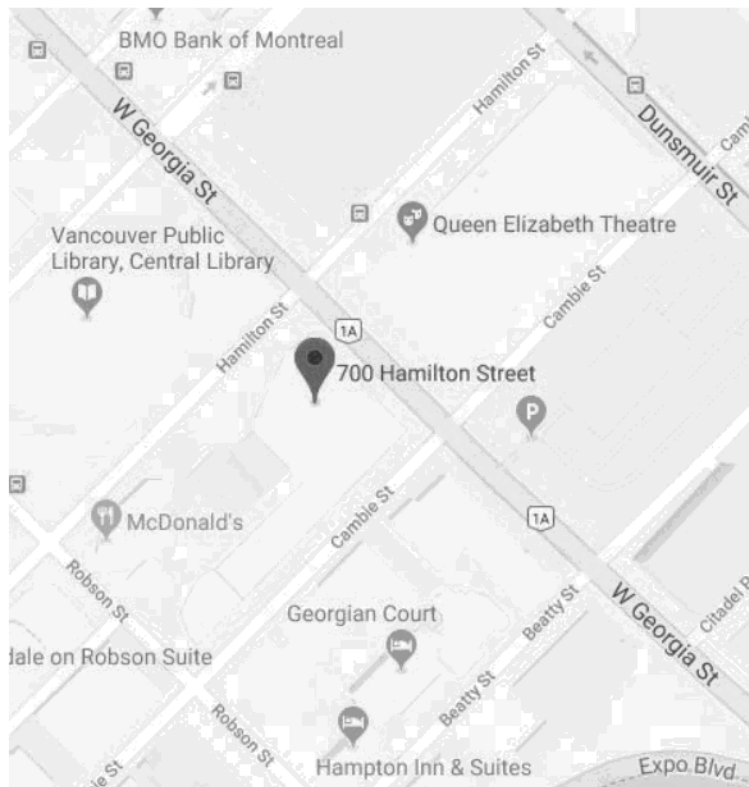 BMO Bank of Montreal
Hamilton St
W Georgia St
Dunsmuir St
Queen Elizabeth Theatre
Vancouver Public
Library, Central Library
Cambie St
Hamilton St
1A
700 Hamilton Street
P
McDonald's
Cambie St
1A
Robson St
Georgian Court
Beatty St
W Georgia St
dale on Robson Suite
Beatty St
Robson St
Hampton Inn & Suites
Expo Blvd